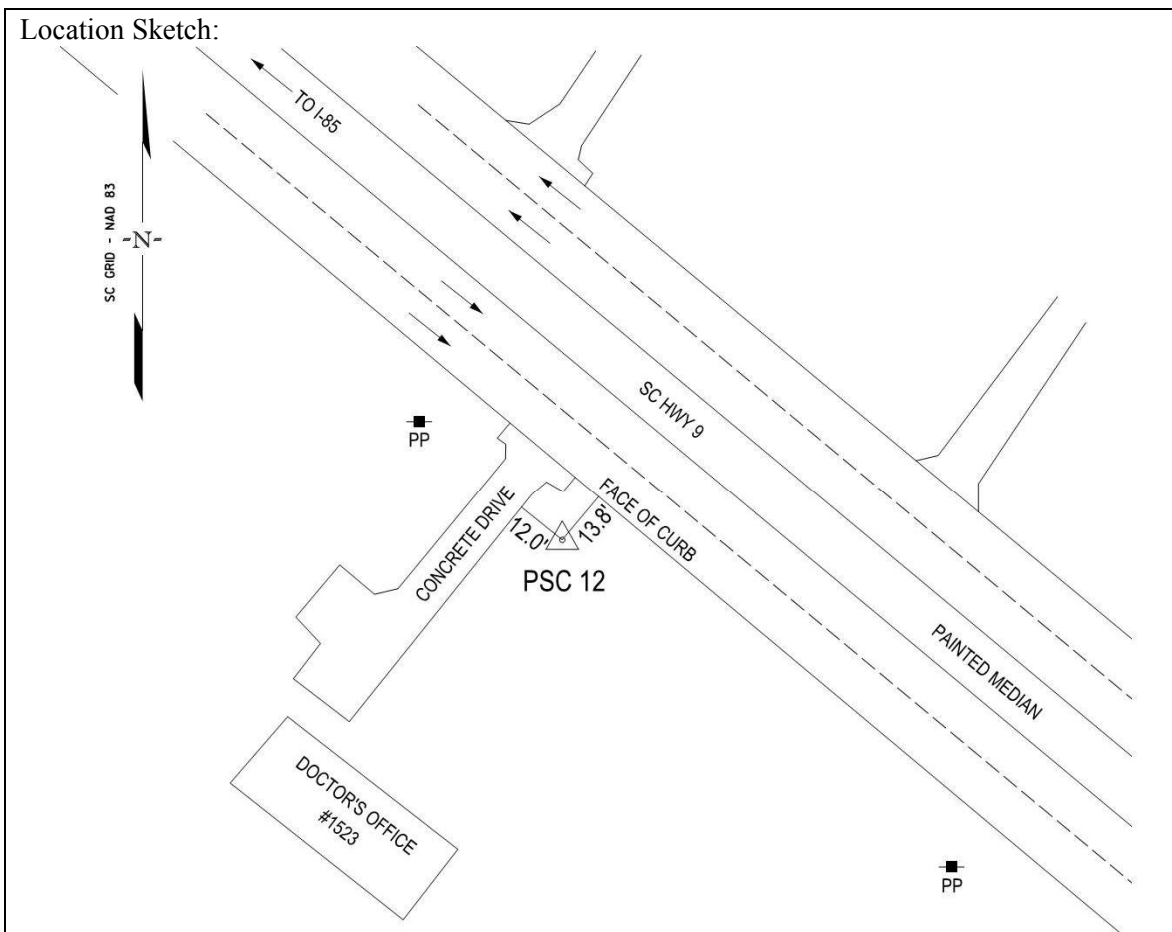 Location Sketch:
TO I-85
SC GRID - NAD 83
-N-
SC HWY 9
PP
FACE OF CURB
CONCRETE DRIVE
12.0'
13.8'
PSC 12
PAINTED MEDIAN
DOCTOR'S OFFICE
#1523
PP